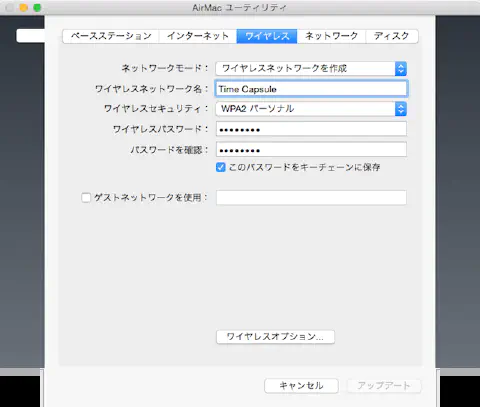 AirMac ユーティリティ
ベースステーション インターネット ワイヤレス ネットワーク ディスク
ネットワークモード： ワイヤレスネットワークを作成
ワイヤレスネットワーク名： Time Capsule
ワイヤレスセキュリティ： WPA2 パーソナル
ワイヤレスパスワード： ••••••••
パスワードを確認： ••••••••
このパスワードをキーチェーンに保存
ゲストネットワークを使用：
ワイヤレスオプション...
キャンセル アップデート